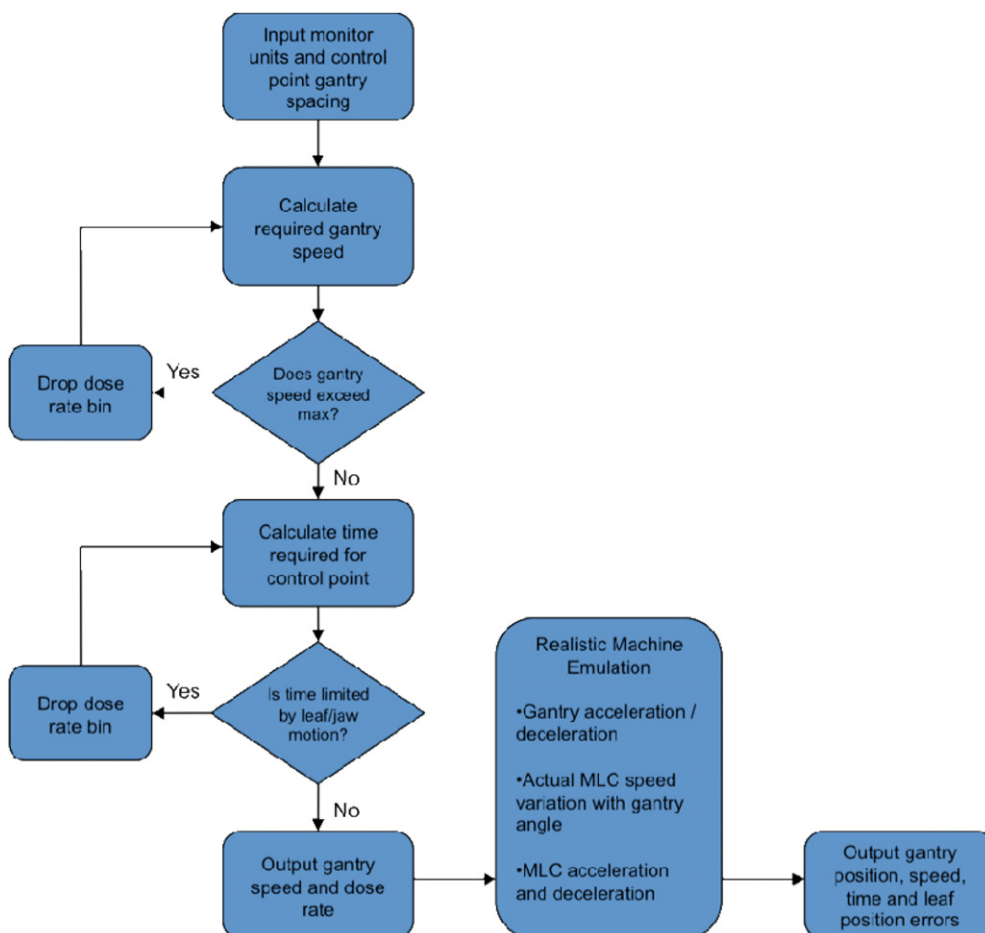 Input monitor
units and control
point gantry
spacing
Calculate
required gantry
speed
Drop dose
rate bin
Yes
Does gantry
speed exceed
max?
No
Calculate time
required for
control point
Drop dose
rate bin
Yes
Is time limited
by leaf/jaw
motion?
No
Output gantry
speed and dose
rate
Realistic Machine
Emulation
•Gantry acceleration /
deceleration
•Actual MLC speed
variation with gantry
angle
•MLC acceleration
and deceleration
Output gantry
position, speed,
time and leaf
position errors